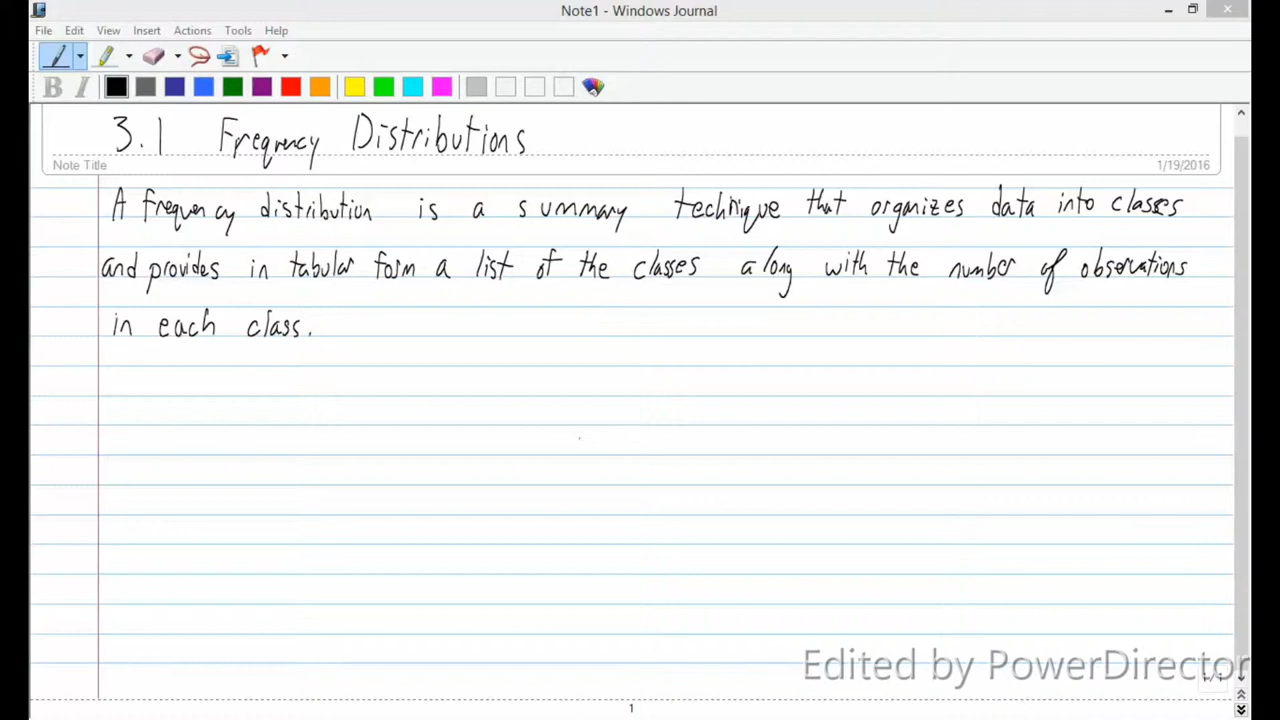 Note1 - Windows Journal
File Edit View Insert Actions Tools Help
B I
3.1 Frequency Distributions
Note Title 1/19/2016
A frequency distribution is a summary technique that organizes data into classes
and provides in tabular form a list of the classes along with the number of observations
in each class.
Edited by PowerDirector
1/1
1